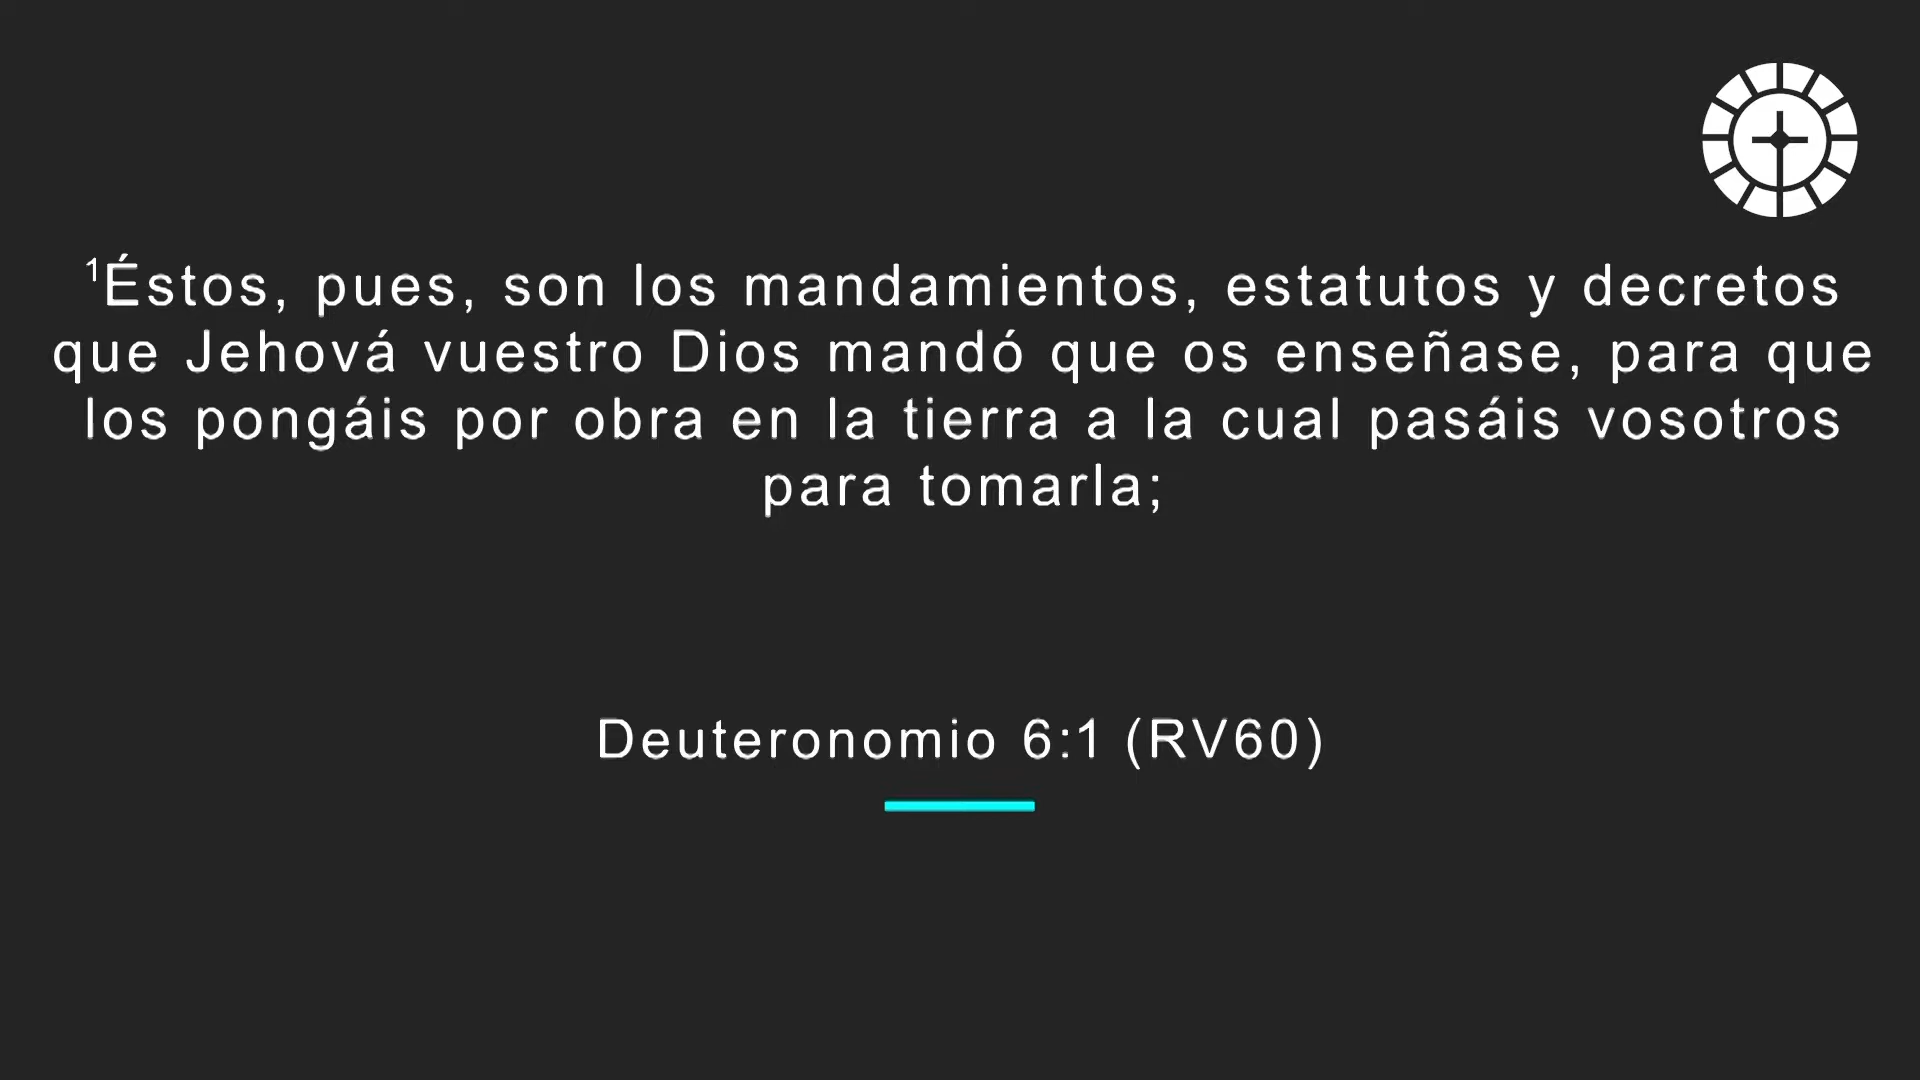 ¹Éstos, pues, son los mandamientos, estatutos y decretos
que Jehová vuestro Dios mandó que os enseñase, para que
los pongáis por obra en la tierra a la cual pasáis vosotros
para tomarla;
Deuteronomio 6:1 (RV60)